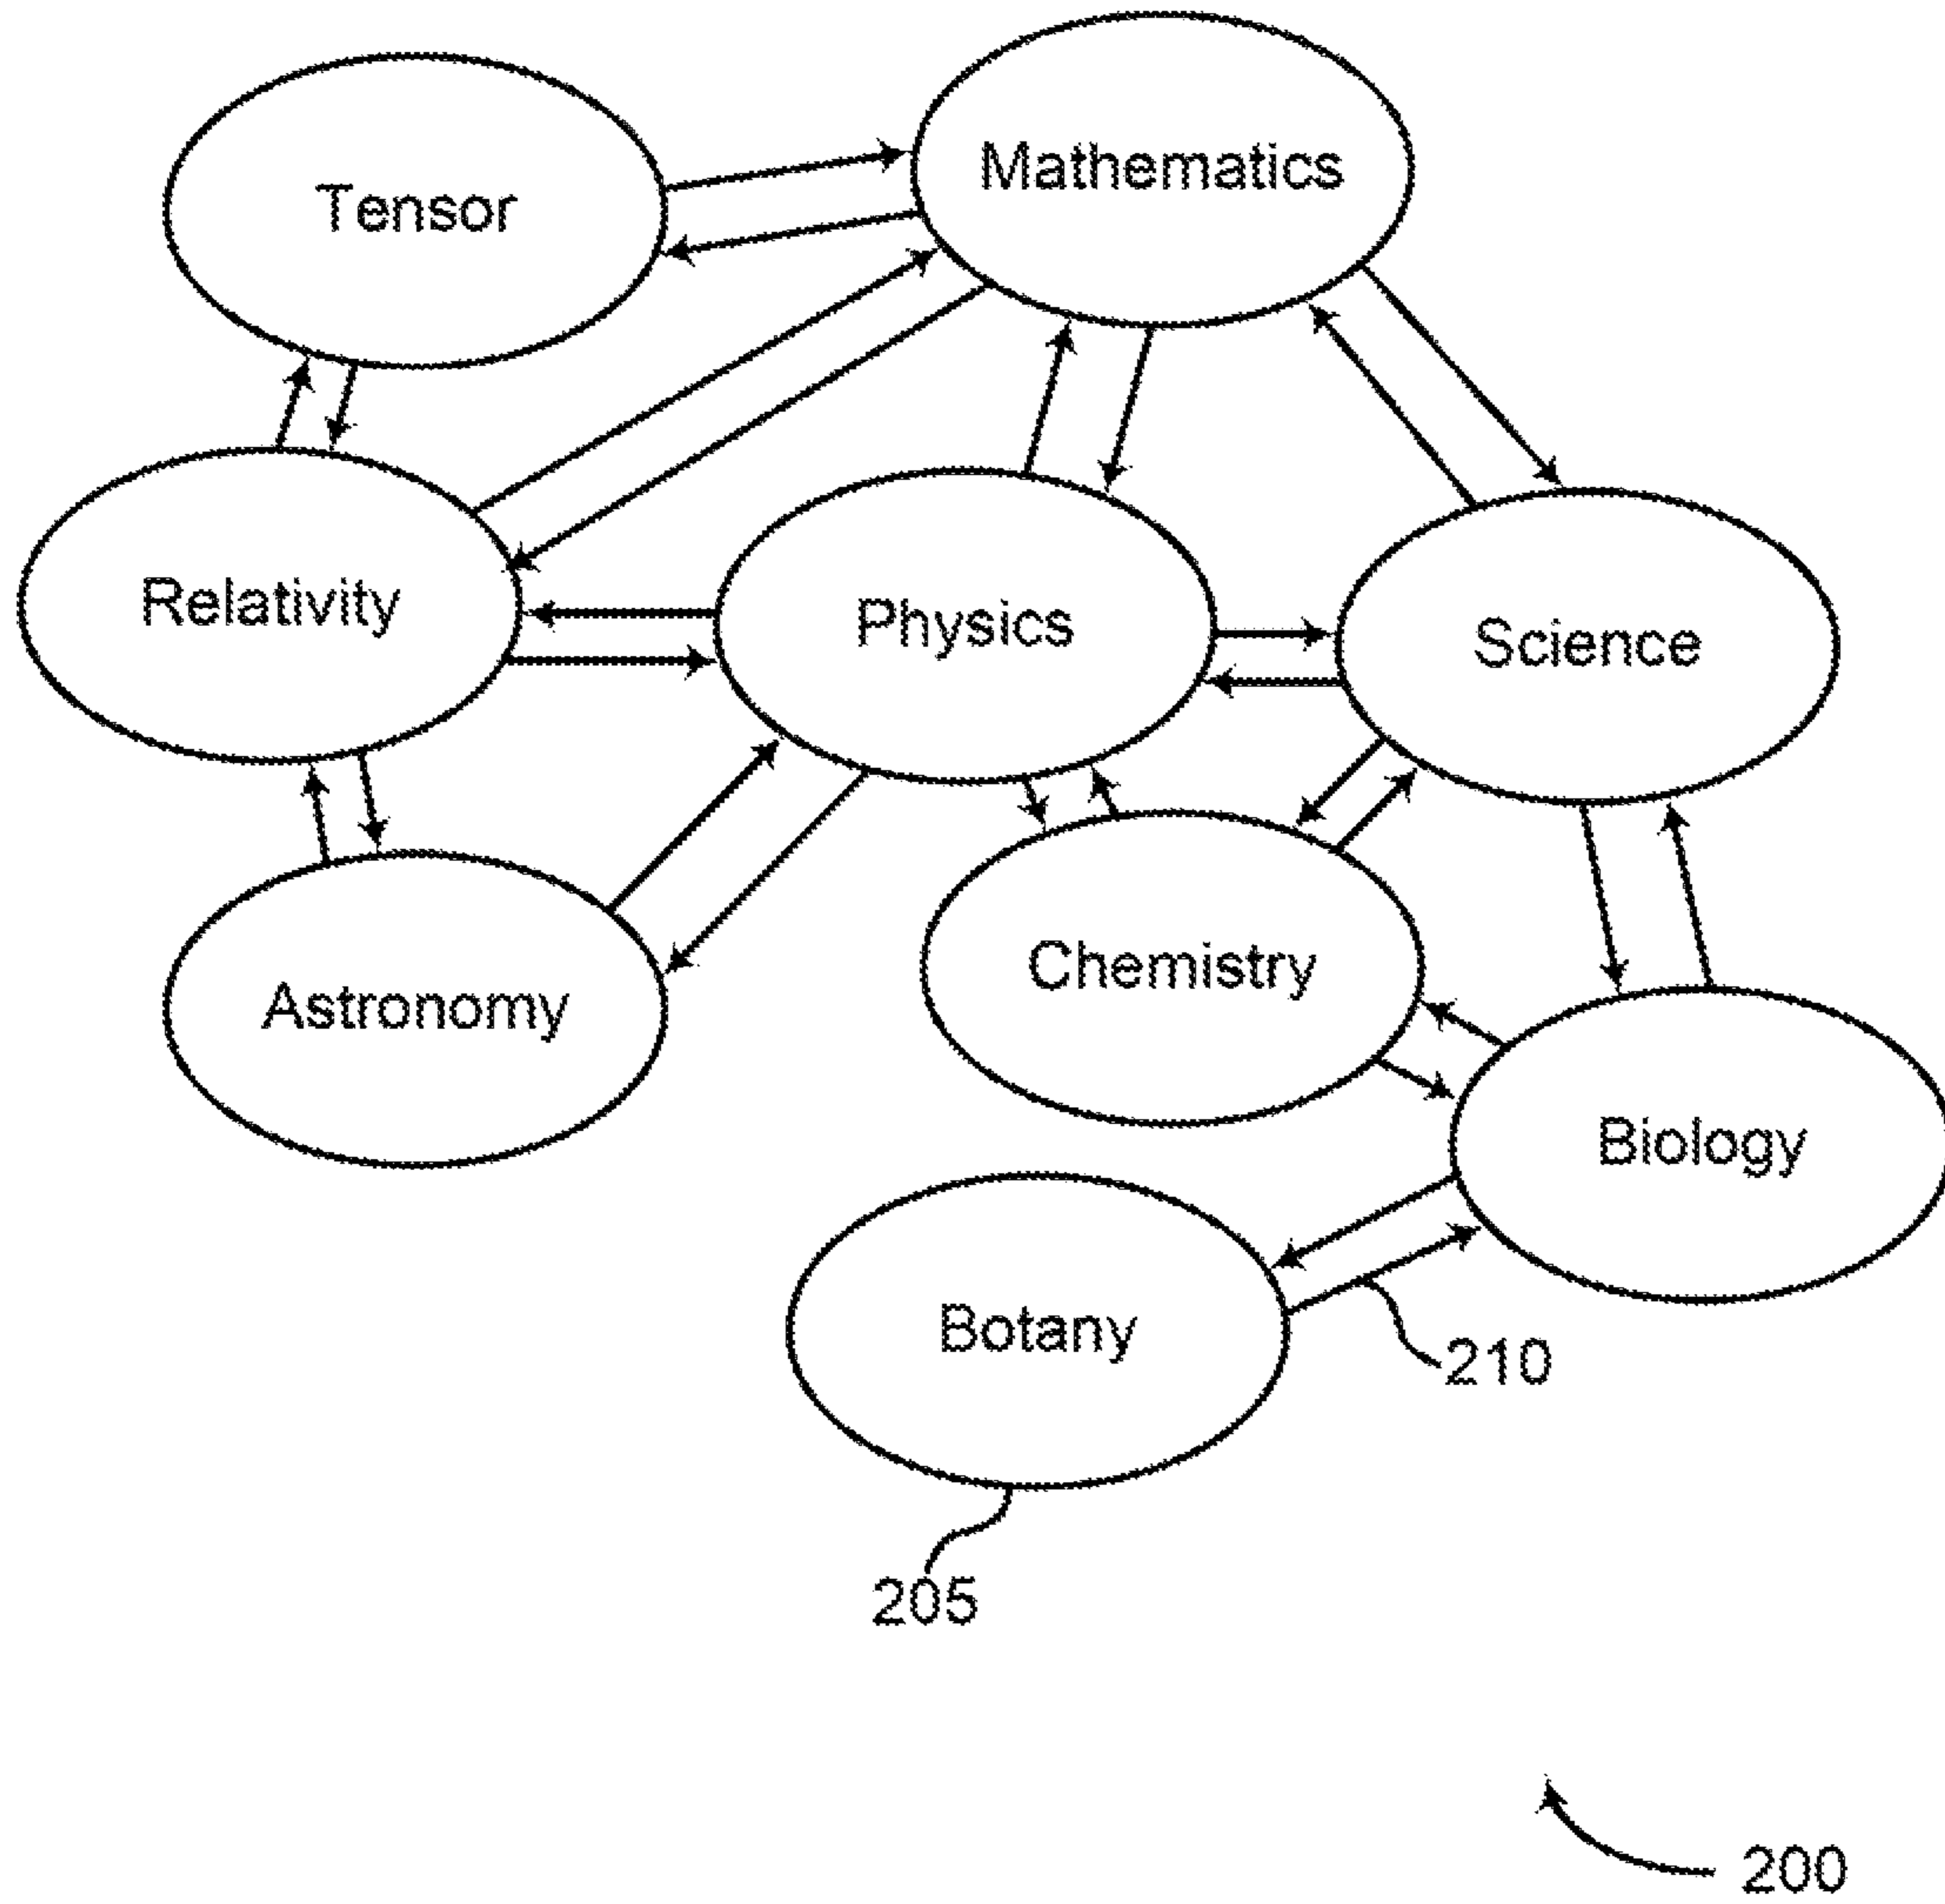 Mathematics
Tensor
Relativity
Physics
Science
Chemistry
Astronomy
Biology
Botany
210
205
200